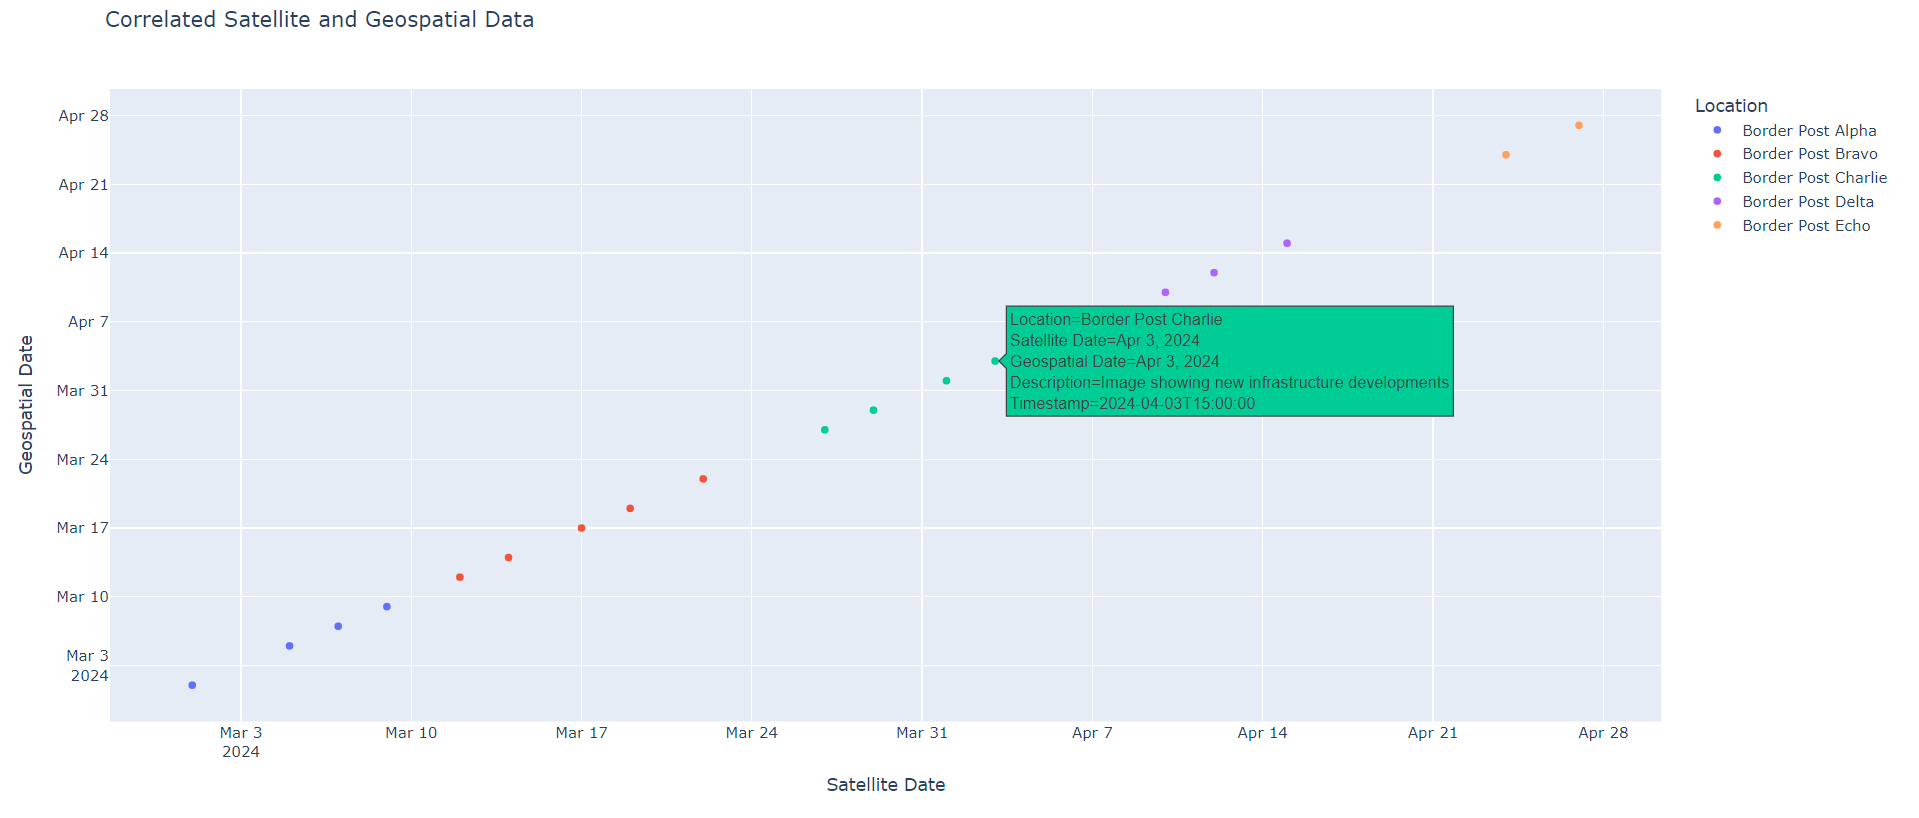 Correlated Satellite and Geospatial Data
Geospatial Date
Apr 28
Apr 21
Apr 14
Apr 7
Mar 31
Mar 24
Mar 17
Mar 10
Mar 3
2024
Location=Border Post Charlie
Satellite Date=Apr 3, 2024
Geospatial Date=Apr 3, 2024
Description=Image showing new infrastructure developments
Timestamp=2024-04-03T15:00:00
Mar 3
2024
Mar 10
Mar 17
Mar 24
Mar 31
Apr 7
Apr 14
Apr 21
Apr 28
Satellite Date
Location
Border Post Alpha
Border Post Bravo
Border Post Charlie
Border Post Delta
Border Post Echo